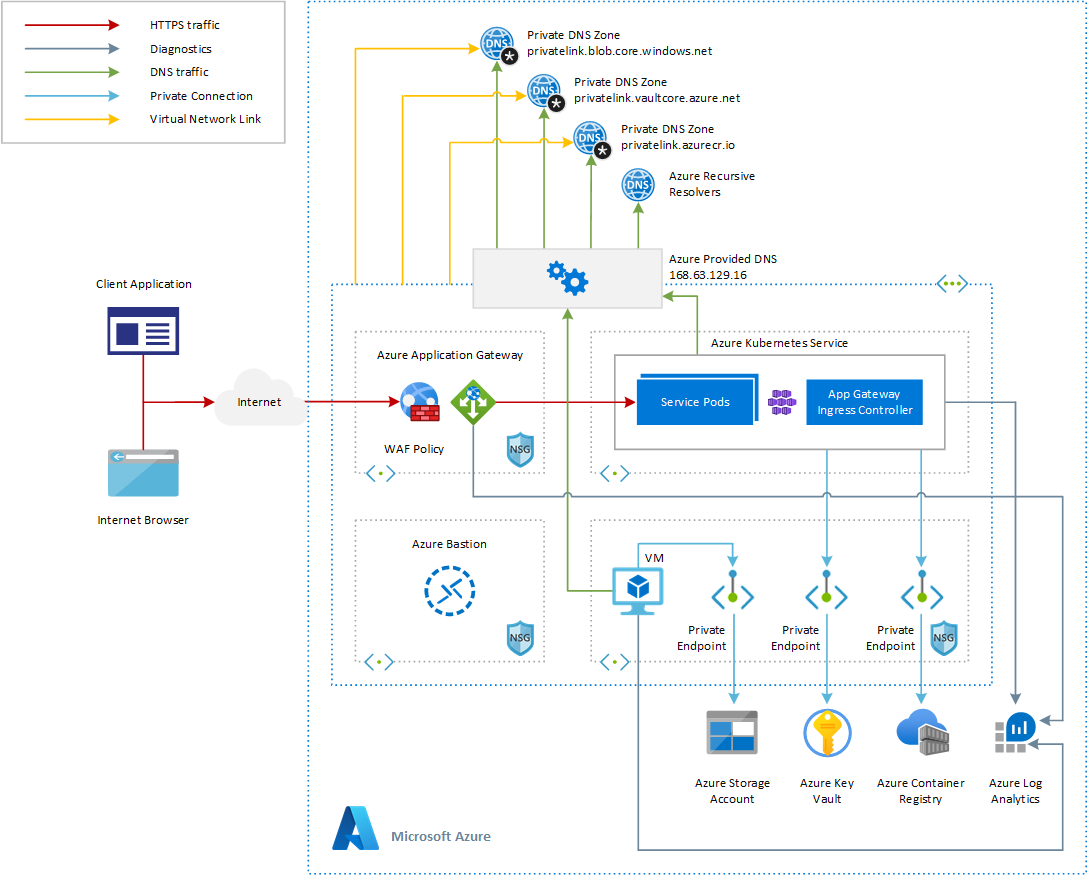 HTTPS traffic
Diagnostics
DNS traffic
Private Connection
Virtual Network Link
DNS
Private DNS Zone
privatelink.blob.core.windows.net
DNS
Private DNS Zone
privatelink.vaultcore.azure.net
DNS
Private DNS Zone
privatelink.azurecr.io
DNS
Azure Recursive
Resolvers
Azure Provided DNS
168.63.129.16
Client Application
Internet
Internet Browser
Azure Application Gateway
WAF Policy
NSG
Azure Kubernetes Service
Service Pods
App Gateway
Ingress Controller
Azure Bastion
NSG
VM
Private
Endpoint
Private
Endpoint
Private
Endpoint
NSG
Azure Storage
Account
Azure Key
Vault
Azure Container
Registry
Azure Log
Analytics
Microsoft Azure